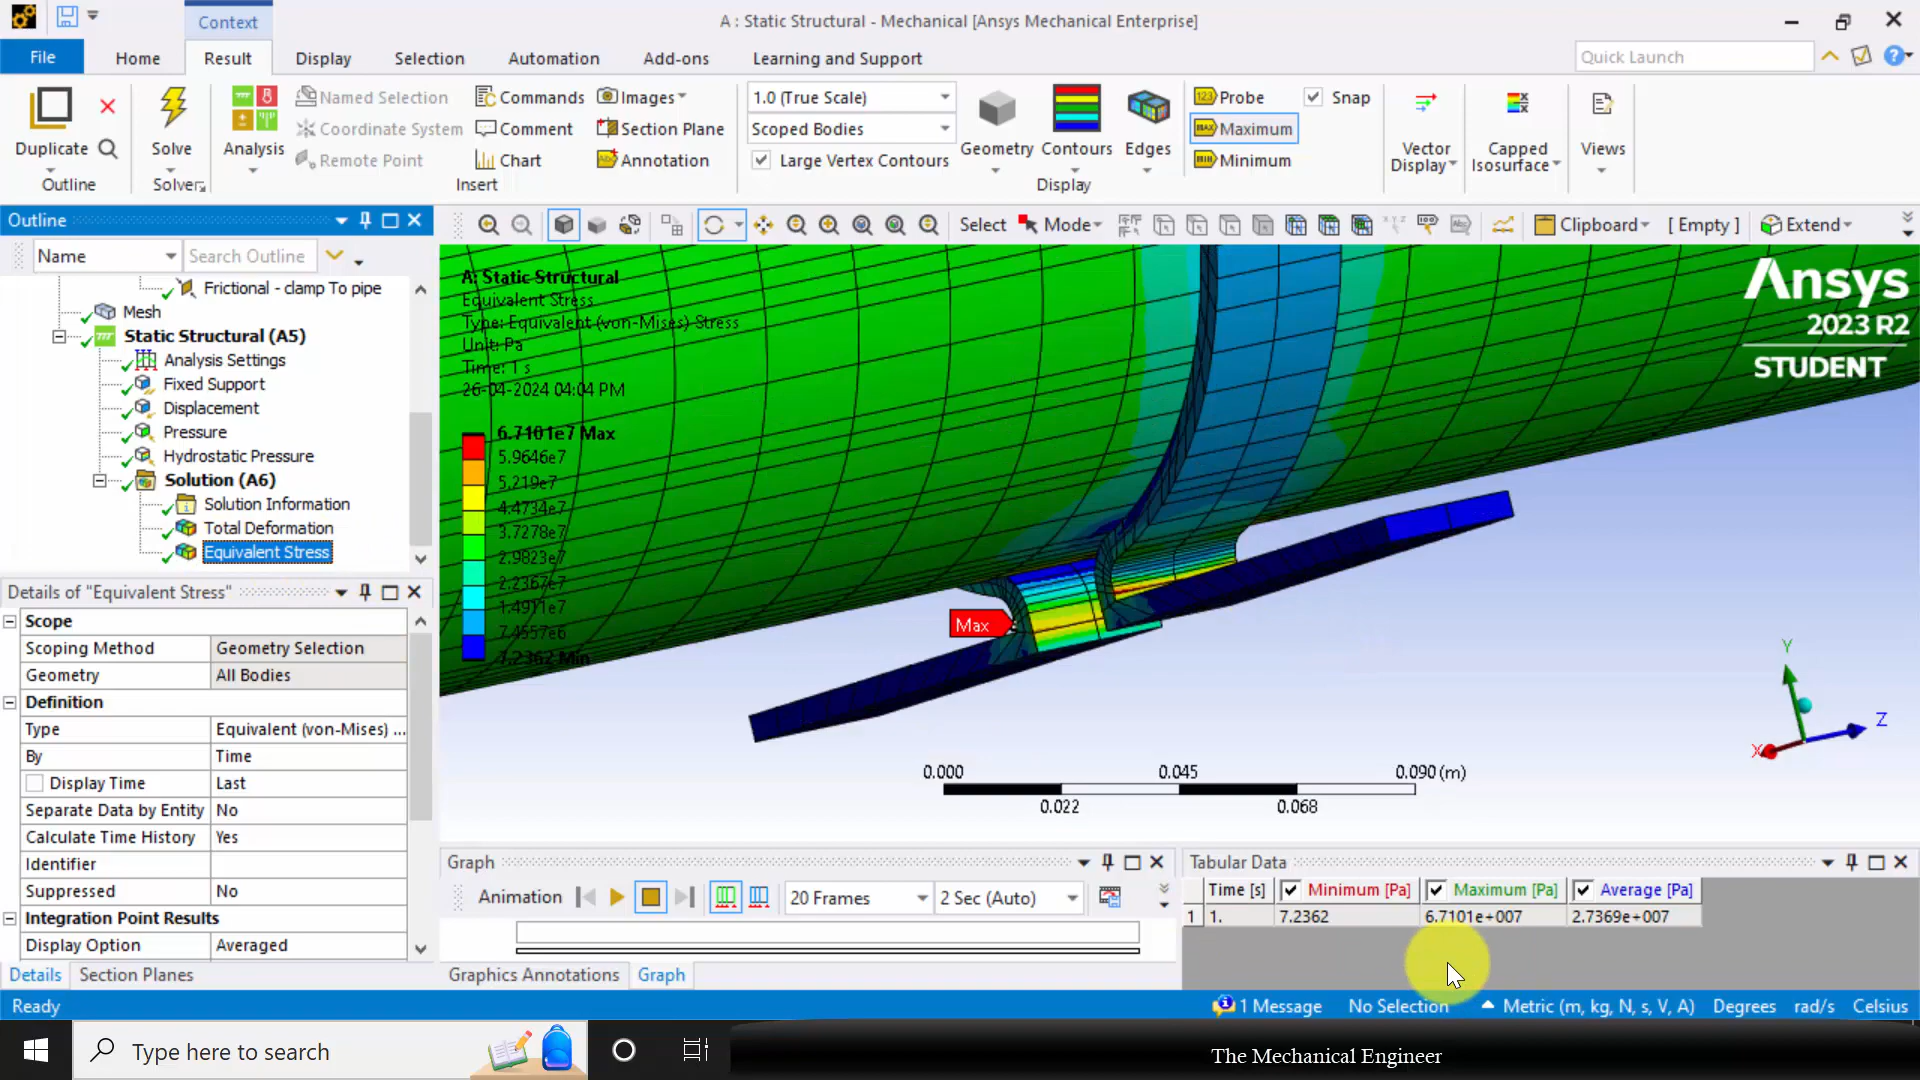 Context
A : Static Structural - Mechanical [Ansys Mechanical Enterprise]
File Home Result Display Selection Automation Add-ons Learning and Support
Quick Launch
Duplicate
Outline
Solve
Solver
Analysis
Named Selection
Coordinate System
Remote Point
Commands
Comment
Chart
Images
Section Plane
Annotation
Insert
1.0 (True Scale)
Scoped Bodies
Large Vertex Contours
Geometry
Contours
Edges
Display
Probe
Maximum
Minimum
Snap
Vector
Display
Capped
Isosurface
Views
Outline
Name
Search Outline
Select Mode Clipboard [ Empty ] Extend
Frictional - clamp To pipe
Mesh
Static Structural (A5)
Analysis Settings
Fixed Support
Displacement
Pressure
Hydrostatic Pressure
Solution (A6)
Solution Information
Total Deformation
Equivalent Stress
A: Static Structural
Equivalent Stress
Type: Equivalent (von-Mises) Stress
Unit: Pa
Time: 1 s
26-04-2024 04:04 PM
6.7101e7 Max
5.9646e7
5.219e7
4.4734e7
3.7278e7
2.9823e7
2.2367e7
1.4911e7
7.4557e6
7.2362 Min
Max
Ansys
2023 R2
STUDENT
Y
Z
X
0.000 0.045 0.090 (m)
0.022 0.068
Details of "Equivalent Stress"
Scope
Scoping Method Geometry Selection
Geometry All Bodies
Definition
Type Equivalent (von-Mises) ...
By Time
Display Time Last
Separate Data by Entity No
Calculate Time History Yes
Identifier
Suppressed No
Integration Point Results
Display Option Averaged
Details Section Planes
Graph
Animation 20 Frames 2 Sec (Auto)
Graphics Annotations Graph
Tabular Data
Time [s] Minimum [Pa] Maximum [Pa] Average [Pa]
1 1. 7.2362 6.7101e+007 2.7369e+007
Ready
1 Message No Selection Metric (m, kg, N, s, V, A) Degrees rad/s Celsius
Type here to search
The Mechanical Engineer